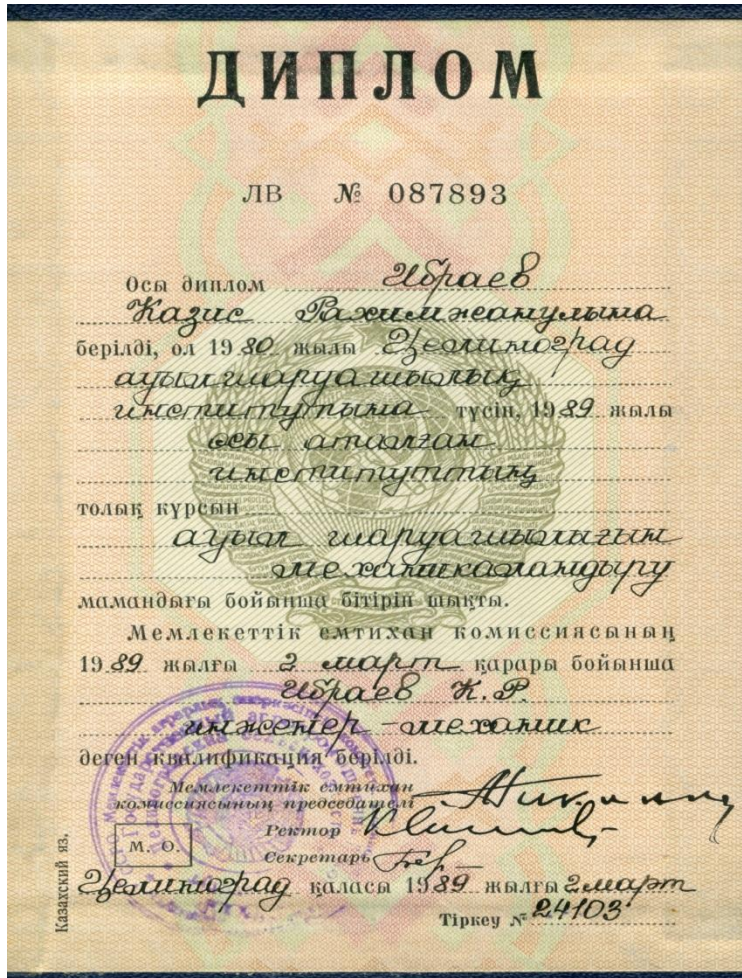 ДИПЛОМ
ЛВ № 087893
Осы диплом Ибраев
Казис Рахимжанулына
берілді, ол 1980 жылы Целиноград
ауылшаруашылық
институтына түсіп, 1989 жылы
осы аталған
институттың
толық курсын
ауыл шаруашылығын
механикаландыру
мамандығы бойынша бітіріп шықты.
Мемлекеттік емтихан комиссиясының
1989 жылғы 2 март қарары бойынша
Ибраев К. Р.
инженер-механик
деген квалификация берілді.
Мемлекеттік емтихан
комиссиясының председателі
Ректор
М. О.
Секретарь
Целиноград қаласы 1989 жылғы 2 март
Тіркеу № 24103
Казахский яз.